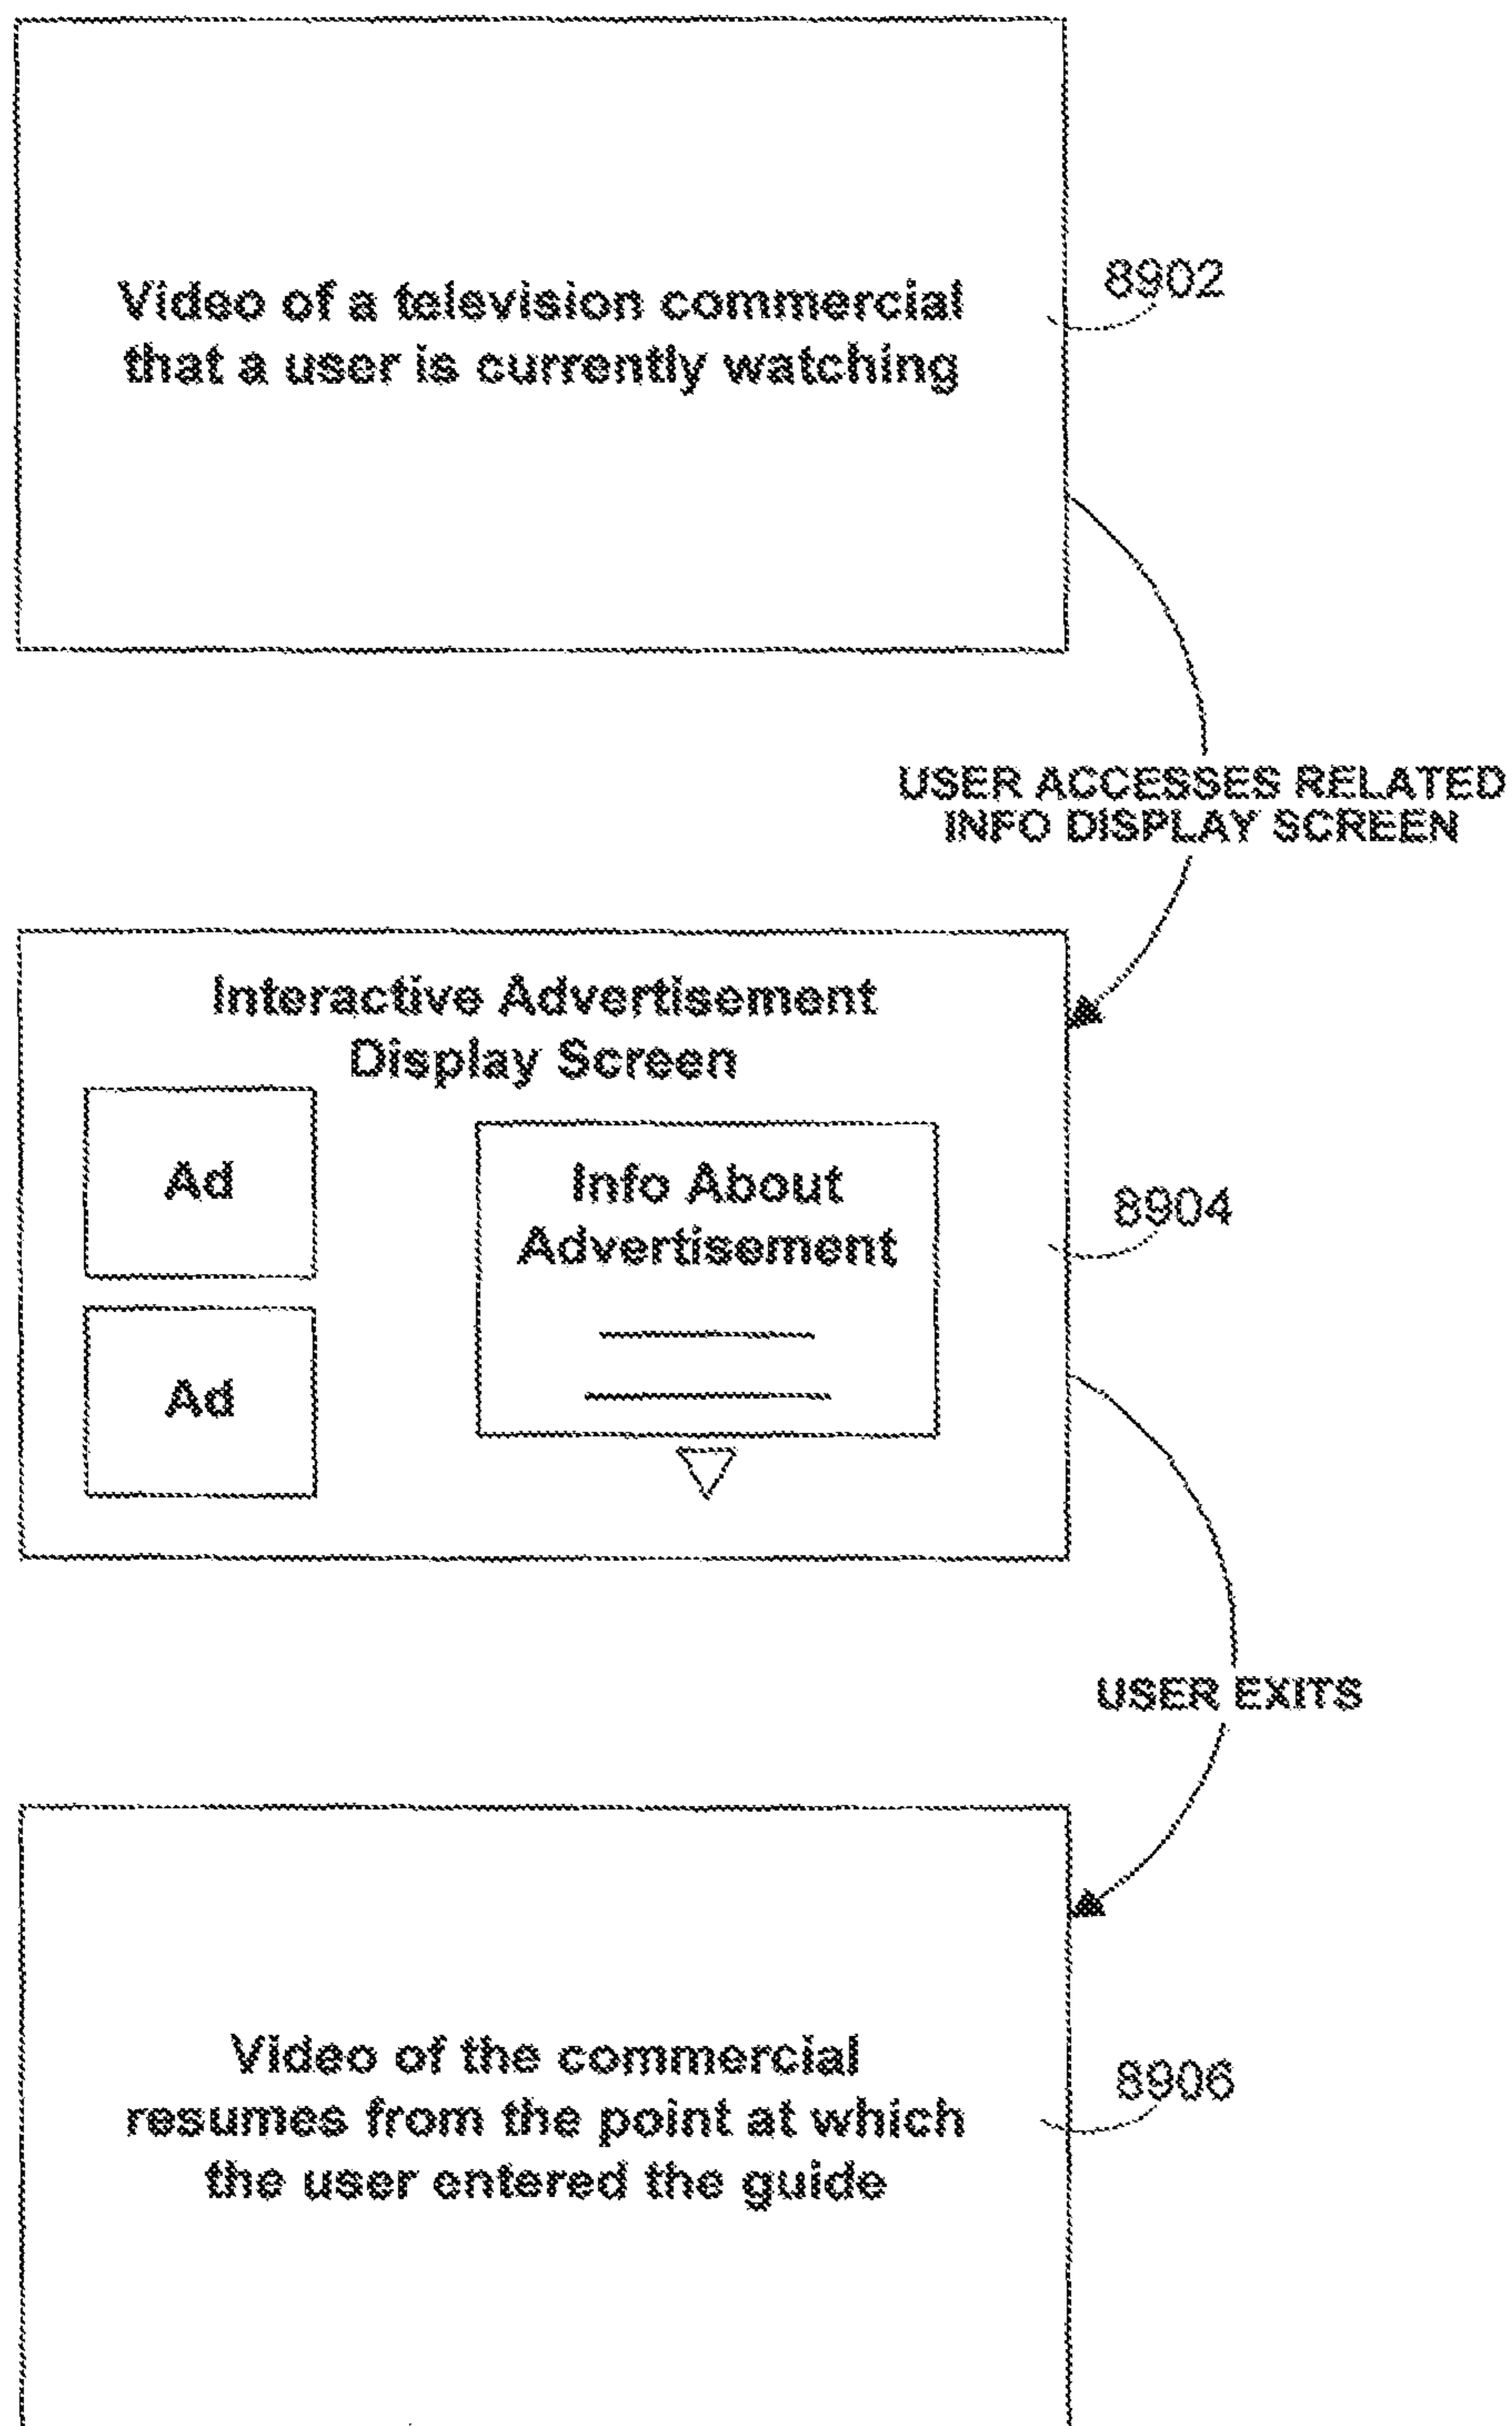 Video of a television commercial
that a user is currently watching
8902
USER ACCESSES RELATED
INFO DISPLAY SCREEN
Interactive Advertisement
Display Screen
Ad
Info About
Advertisement
8904
Ad
USER EXITS
Video of the commercial
resumes from the point at which
the user entered the guide
8906